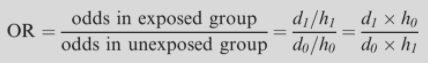 OR = odds in exposed group / odds in unexposed group = d₁/h₁ / d₀/h₀ = d₁ × h₀ / d₀ × h₁